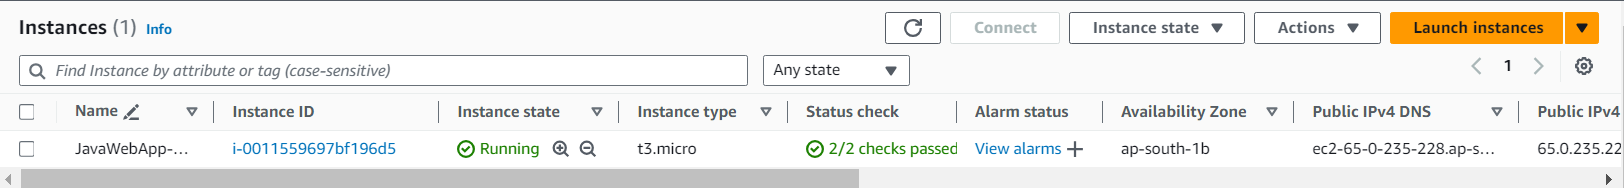 Instances (1) Info Connect Instance state Actions Launch instances
Find Instance by attribute or tag (case-sensitive) Any state 1
Name Instance ID Instance state Instance type Status check Alarm status Availability Zone Public IPv4 DNS Public IPv4
JavaWebApp-... i-0011559697bf196d5 Running t3.micro 2/2 checks passed View alarms ap-south-1b ec2-65-0-235-228.ap-s... 65.0.235.22